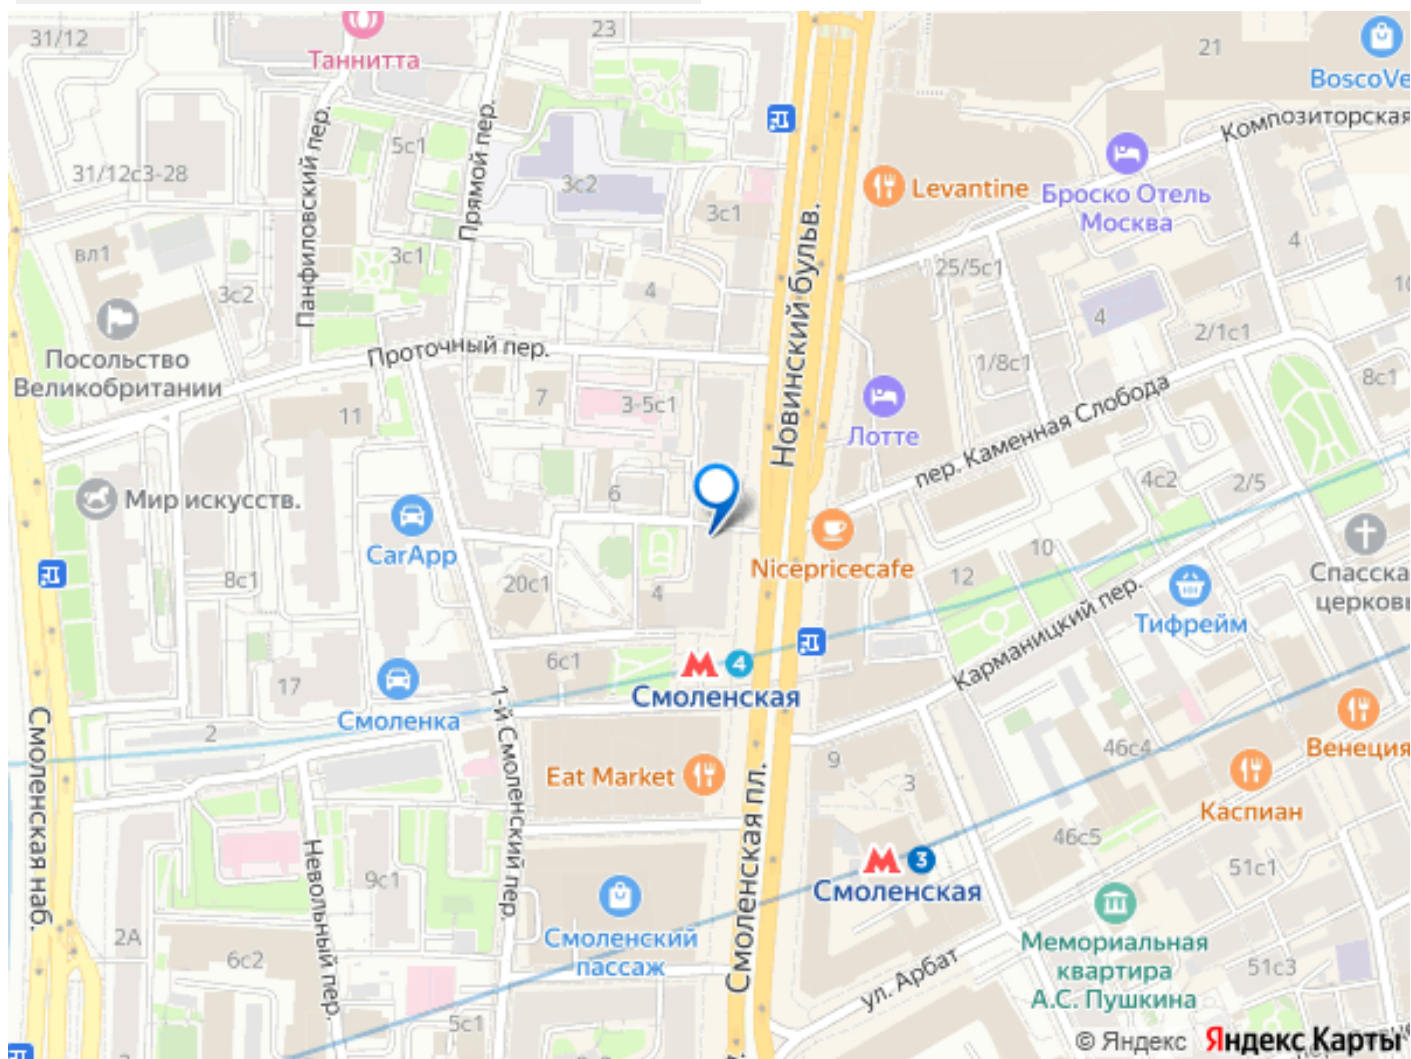 31/12
Таннитта
23
21
BoscoVe
Композиторская
Панфиловский пер.
Прямой пер.
5с1
31/12с3-28
3с2
3с1
Levantine
Броско Отель
Москва
Новинский бульв.
вл1
3с2
3с1
4
25/5с1
4
4
10
2/1с1
Посольство
Великобритании
Проточный пер.
1/8с1
8с1
7
3-5с1
11
Лотте
пер. Каменная Слобода
Мир искусств.
6
4с2
2/5
CarApp
Nicepricecafe
10
12
Спасска
церковь
8с1
20с1
4
Тифрейм
Карманицкий пер.
6с1
4
Смоленская
17
Смоленка
1-й Смоленский пер.
2
Смоленская наб.
Eat Market
9
3
46с4
Венеция
Каспиан
Смоленская пл.
46с5
3
Смоленская
51с1
Невольный пер.
9с1
2А
6с2
Смоленский
пассаж
ул. Арбат
Мемориальная
квартира
А.С. Пушкина
51с3
5с1
© Яндекс Яндекс Карты